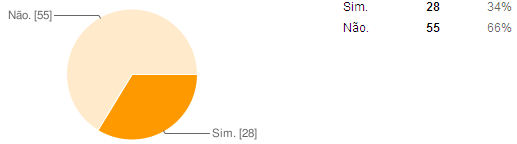 Não. [55]
Sim. [28]
Sim. 28 34%
Não. 55 66%